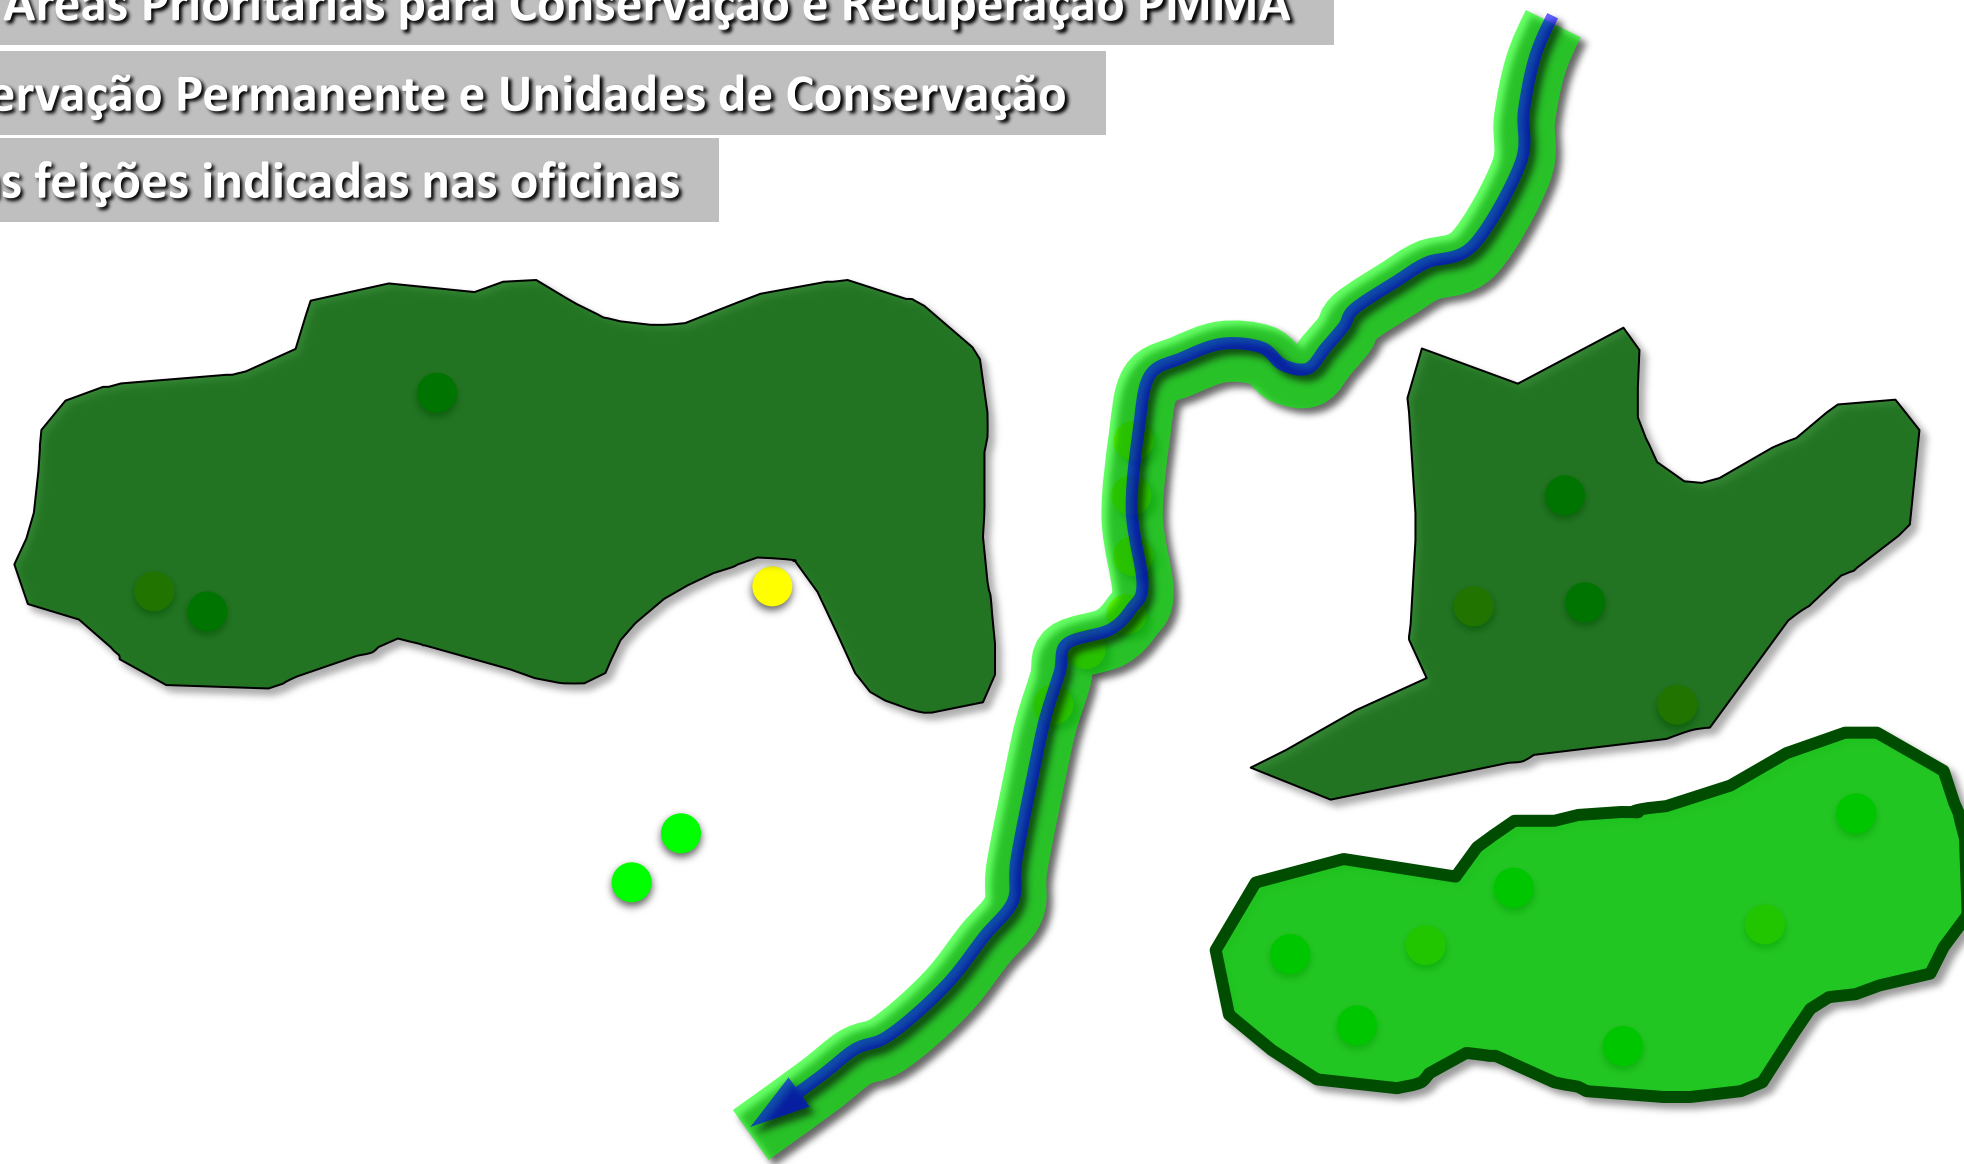 Áreas Prioritárias para Conservação e Recuperação PMMA
ervação Permanente e Unidades de Conservação
s feições indicadas nas oficinas